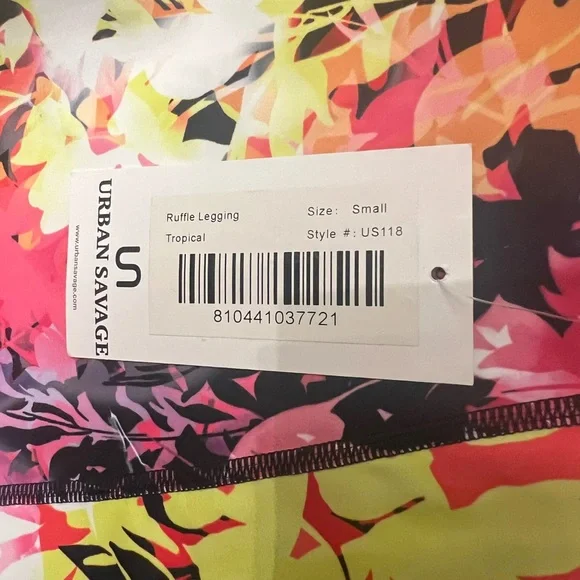 URBAN SAVAGE
www.urbansavage.com
Ruffle Legging
Tropical
Size: Small
Style #: US118
810441037721